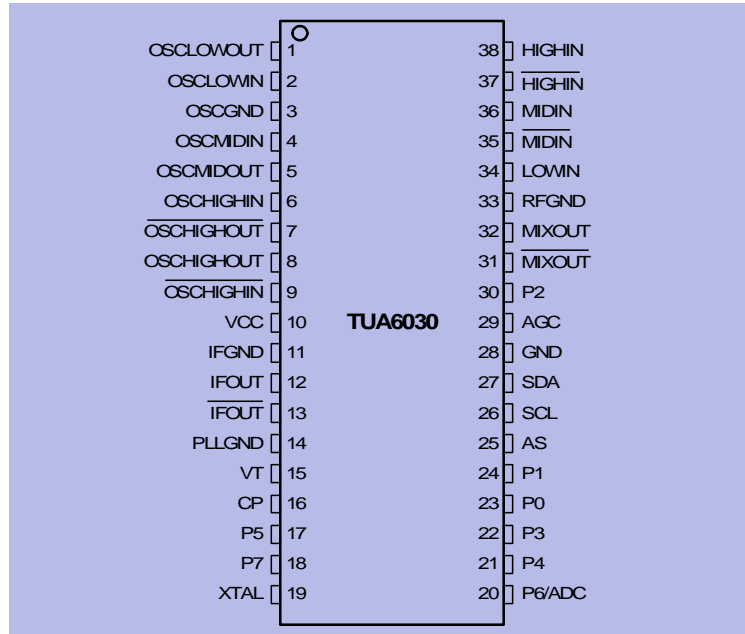 OSCLOWOUT 1 38 HIGHIN
OSCLOWIN 2 37 HIGHIN
OSCGND 3 36 MIDIN
OSCMIDIN 4 35 MIDIN
OSCMIDOUT 5 34 LOWIN
OSCHIGHIN 6 33 RFGND
OSCHIGHOUT 7 32 MIXOUT
OSCHIGHOUT 8 31 MIXOUT
OSCHIGHIN 9 30 P2
VCC 10 TUA6030 29 AGC
IFGND 11 28 GND
IFOUT 12 27 SDA
IFOUT 13 26 SCL
PLLGND 14 25 AS
VT 15 24 P1
CP 16 23 P0
P5 17 22 P3
P7 18 21 P4
XTAL 19 20 P6/ADC